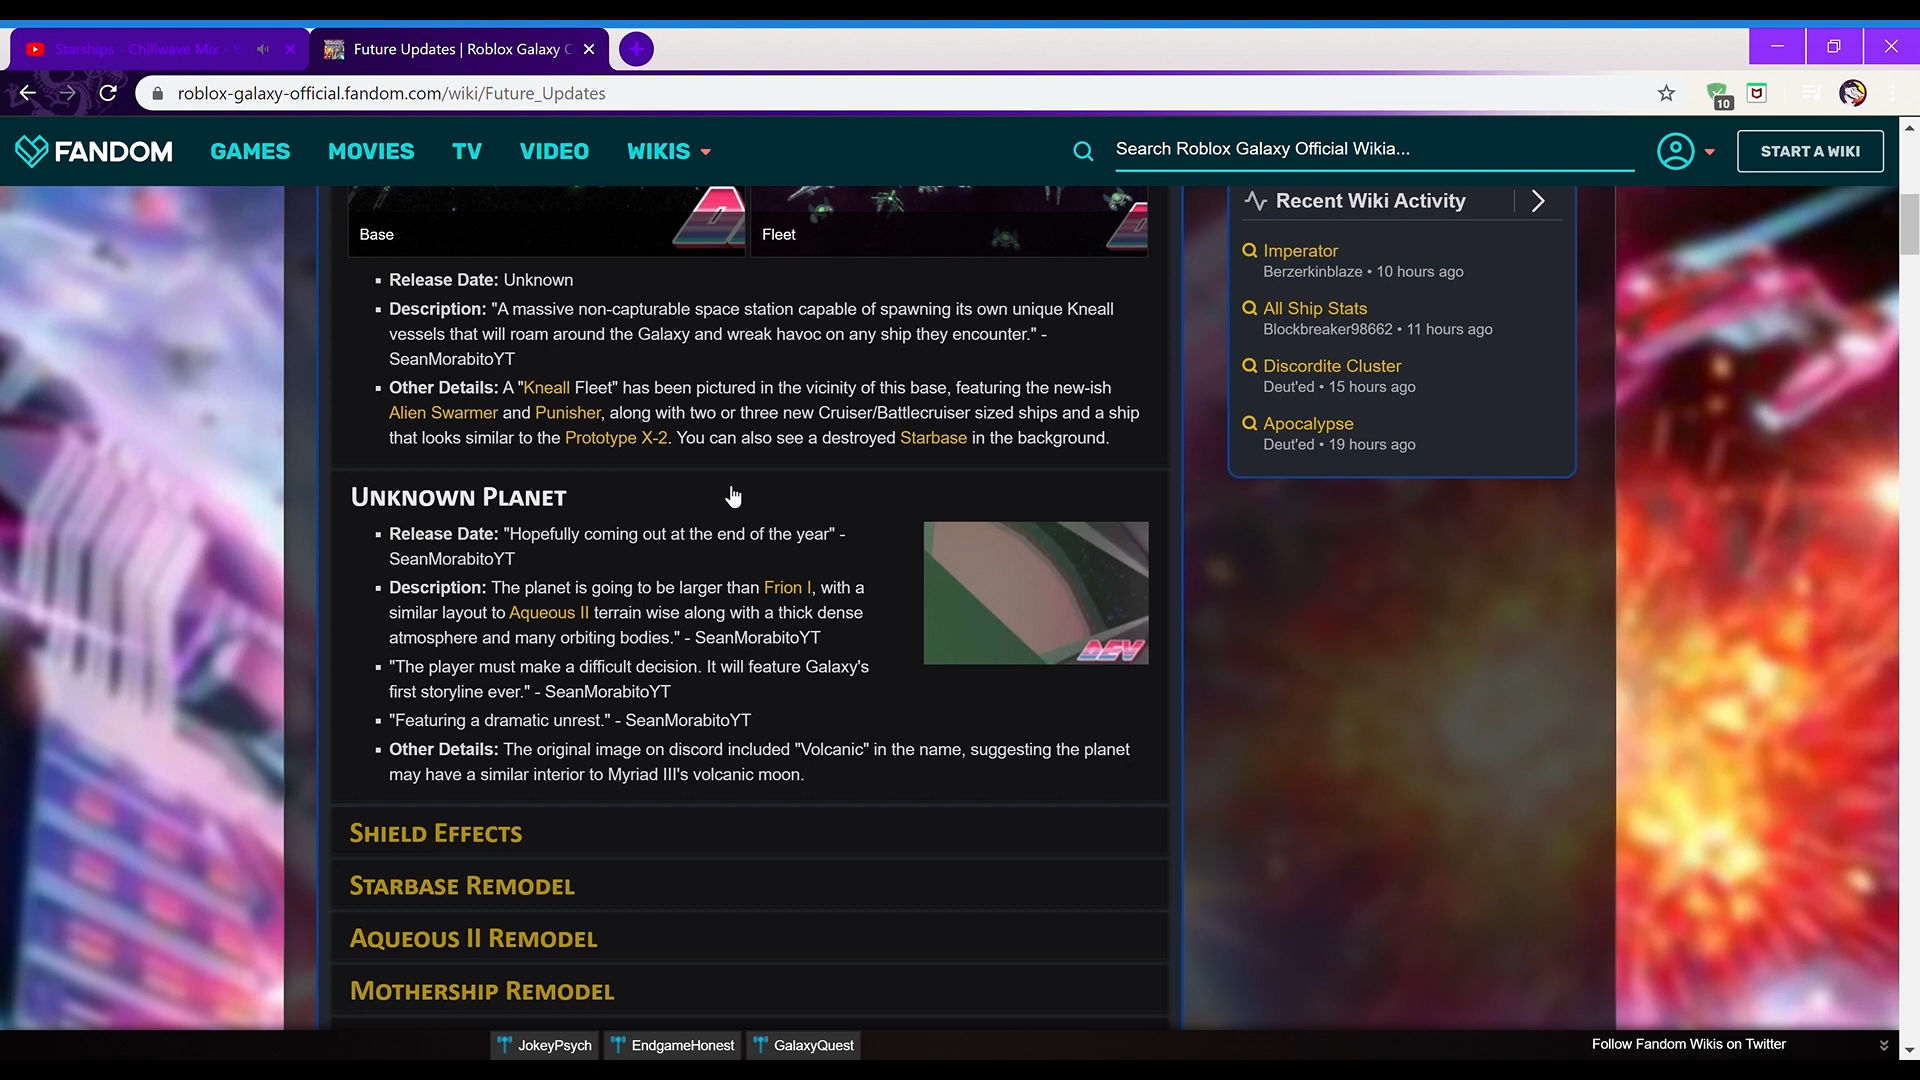 Starships - Chillwave Mix - Y
Future Updates | Roblox Galaxy O
roblox-galaxy-official.fandom.com/wiki/Future_Updates
10
FANDOM
GAMES
MOVIES
TV
VIDEO
WIKIS
Search Roblox Galaxy Official Wikia...
START A WIKI
Base
Fleet
Release Date: Unknown
Description: "A massive non-capturable space station capable of spawning its own unique Kneall
vessels that will roam around the Galaxy and wreak havoc on any ship they encounter." -
SeanMorabitoYT
Other Details: A "Kneall Fleet" has been pictured in the vicinity of this base, featuring the new-ish
Alien Swarmer and Punisher, along with two or three new Cruiser/Battlecruiser sized ships and a ship
that looks similar to the Prototype X-2. You can also see a destroyed Starbase in the background.
UNKNOWN PLANET
Release Date: "Hopefully coming out at the end of the year" -
SeanMorabitoYT
Description: The planet is going to be larger than Frion I, with a
similar layout to Aqueous II terrain wise along with a thick dense
atmosphere and many orbiting bodies." - SeanMorabitoYT
"The player must make a difficult decision. It will feature Galaxy's
first storyline ever." - SeanMorabitoYT
"Featuring a dramatic unrest." - SeanMorabitoYT
DEV
Other Details: The original image on discord included "Volcanic" in the name, suggesting the planet
may have a similar interior to Myriad III's volcanic moon.
SHIELD EFFECTS
STARBASE REMODEL
AQUEOUS II REMODEL
MOTHERSHIP REMODEL
Recent Wiki Activity
Imperator
Berzerkinblaze • 10 hours ago
All Ship Stats
Blockbreaker98662 • 11 hours ago
Discordite Cluster
Deut'ed • 15 hours ago
Apocalypse
Deut'ed • 19 hours ago
JokeyPsych
EndgameHonest
GalaxyQuest
Follow Fandom Wikis on Twitter